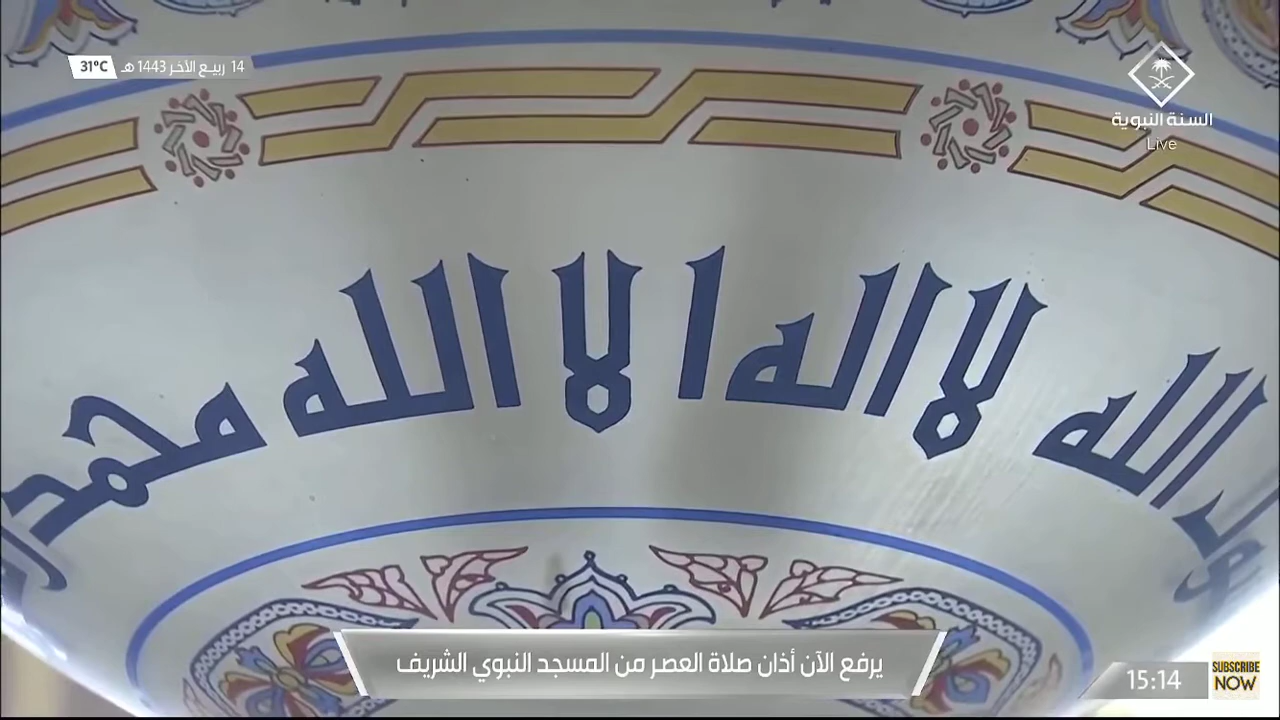 31°C
14 ربيع الآخر 1443 هـ
السنة النبوية
Live
الله لا اله الا الله محمد
يرفع الآن أذان صلاة العصر من المسجد النبوي الشريف
15:14
SUBSCRIBE
NOW